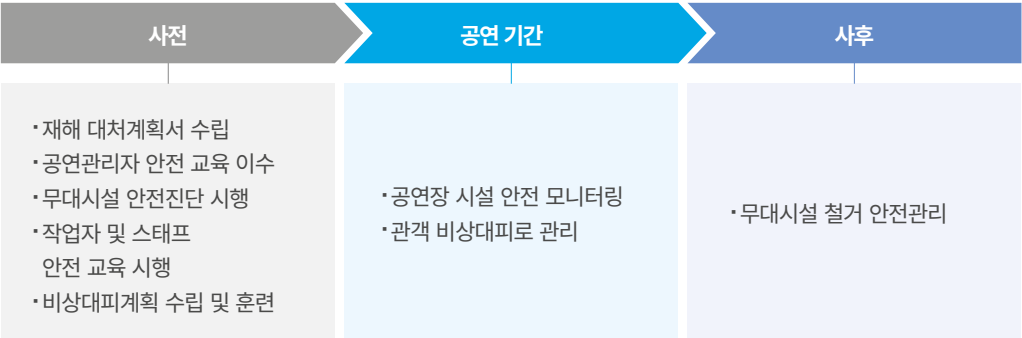 사전
공연 기간
사후
· 재해 대처계획서 수립
· 공연관리자 안전 교육 이수
· 무대시설 안전진단 시행
· 작업자 및 스태프
안전 교육 시행
· 비상대피계획 수립 및 훈련
· 공연장 시설 안전 모니터링
· 관객 비상대피로 관리
· 무대시설 철거 안전관리